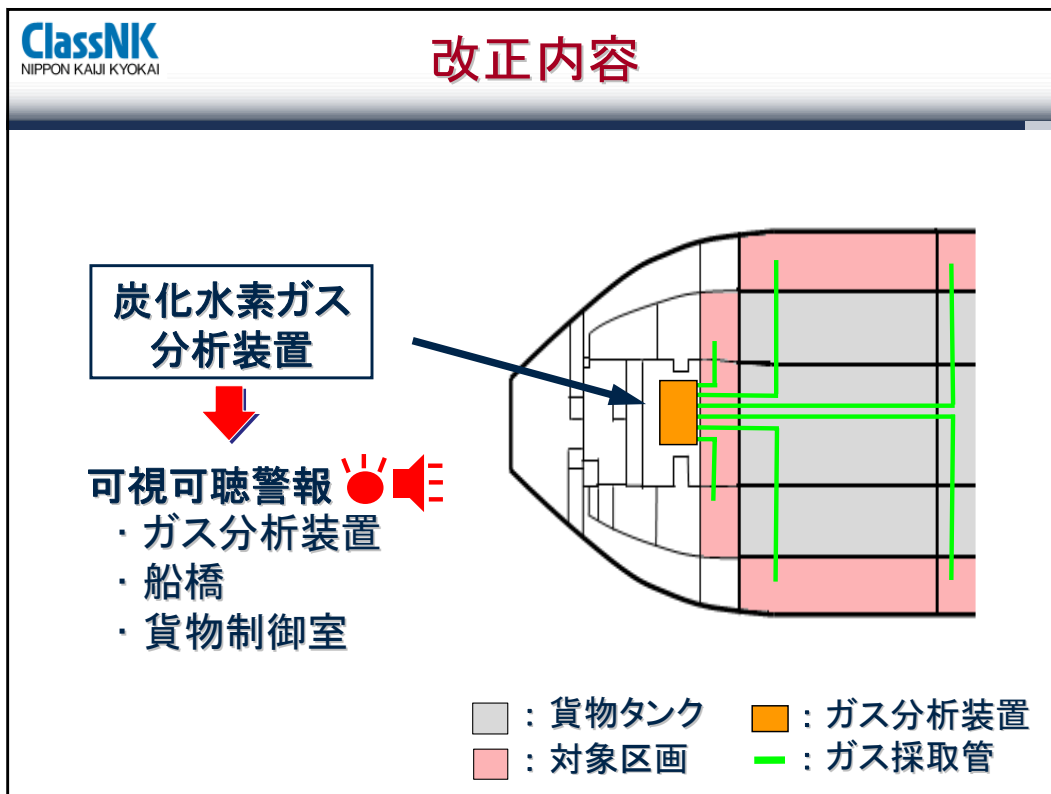 ClassNK
NIPPON KAIJI KYOKAI
改正内容
炭化水素ガス
分析装置
可視可聴警報
・ガス分析装置
・船橋
・貨物制御室
：貨物タンク
：ガス分析装置
：対象区画
：ガス採取管